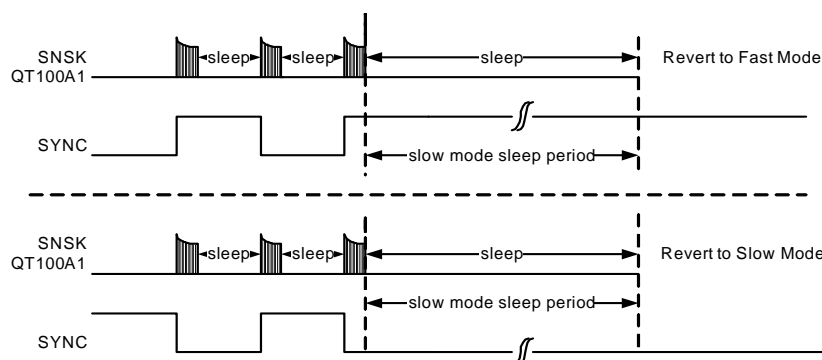 SNSK
QT100A1
sleep
sleep
sleep
Revert to Fast Mode
SYNC
slow mode sleep period
SNSK
QT100A1
sleep
sleep
sleep
Revert to Slow Mode
slow mode sleep period
SYNC